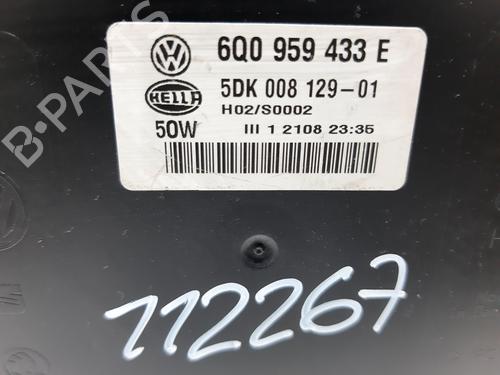 6Q0 959 433 E
HELLA
5DK 008 129-01
H02/S0002
50W
III 1 2108 23:35
112267
B-PARTS